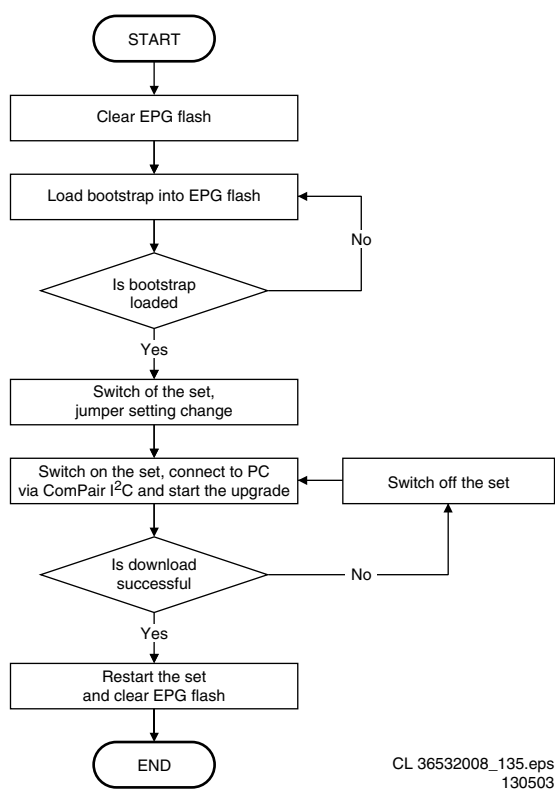 START
Clear EPG flash
Load bootstrap into EPG flash
No
Is bootstrap
loaded
Yes
Switch of the set,
jumper setting change
Switch on the set, connect to PC
via ComPair I²C and start the upgrade
Switch off the set
Is download
successful
No
Yes
Restart the set
and clear EPG flash
END
CL 36532008_135.eps
130503